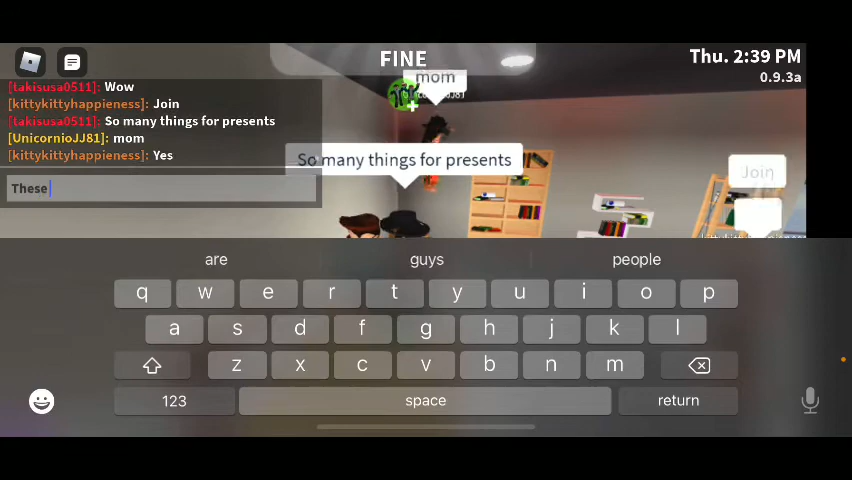 FINE
Thu. 2:39 PM
0.9.3a
[takisusa0511]: Wow
[kittykittyhappieness]: Join
[takisusa0511]: So many things for presents
[UnicornioJJ81]: mom
[kittykittyhappieness]: Yes
These
mom
So many things for presents
Join
are guys people
q w e r t y u i o p
a s d f g h j k l
z x c v b n m
123 space return